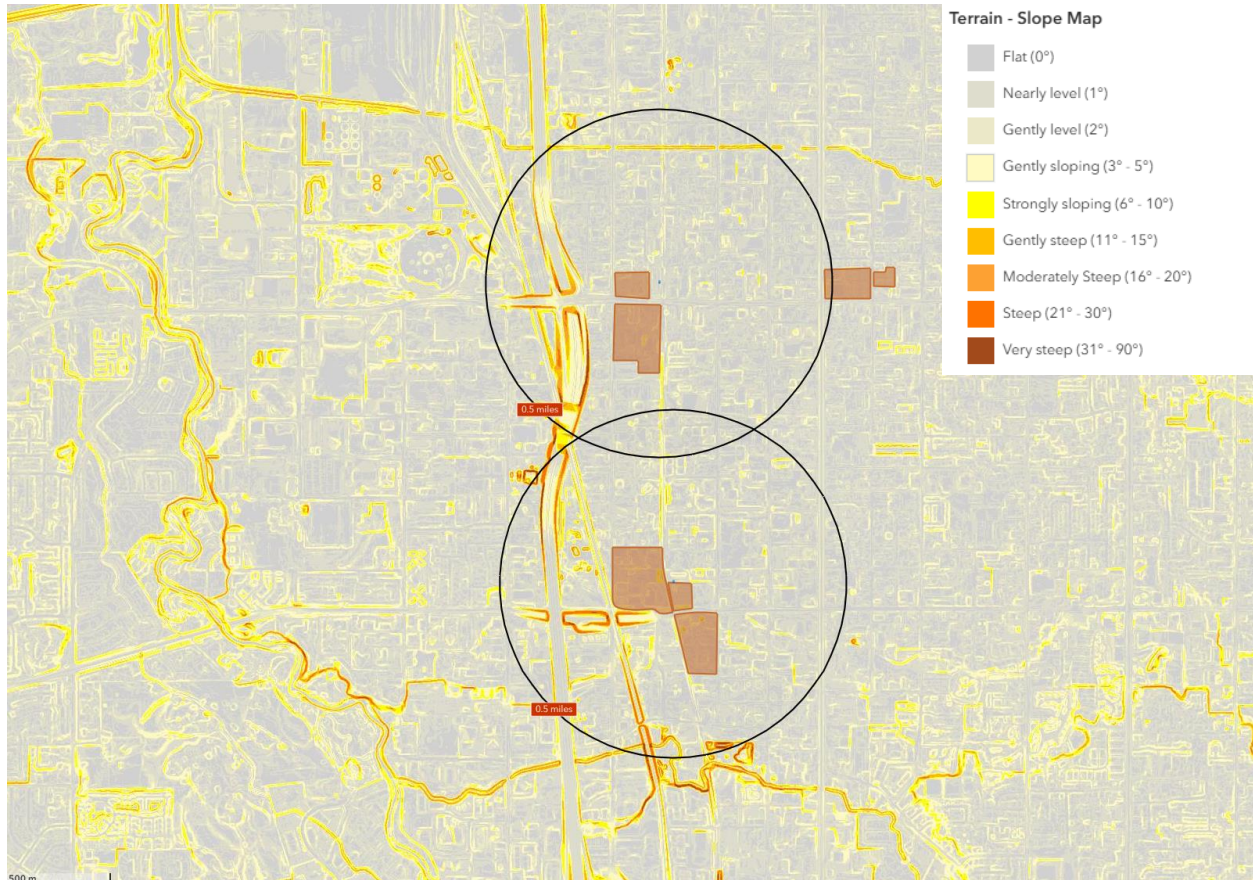 Terrain - Slope Map
Flat (0°)
Nearly level (1°)
Gently level (2°)
Gently sloping (3° - 5°)
Strongly sloping (6° - 10°)
Gently steep (11° - 15°)
Moderately Steep (16° - 20°)
Steep (21° - 30°)
Very steep (31° - 90°)
0.5 miles
0.5 miles
500 m